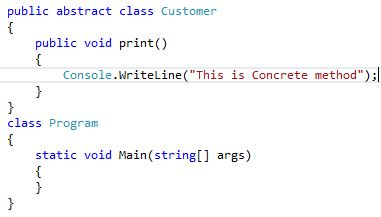 public abstract class Customer
{
    public void print()
    {
        Console.WriteLine("This is Concrete method");
    }
}
class Program
{
    static void Main(string[] args)
    {
    }
}